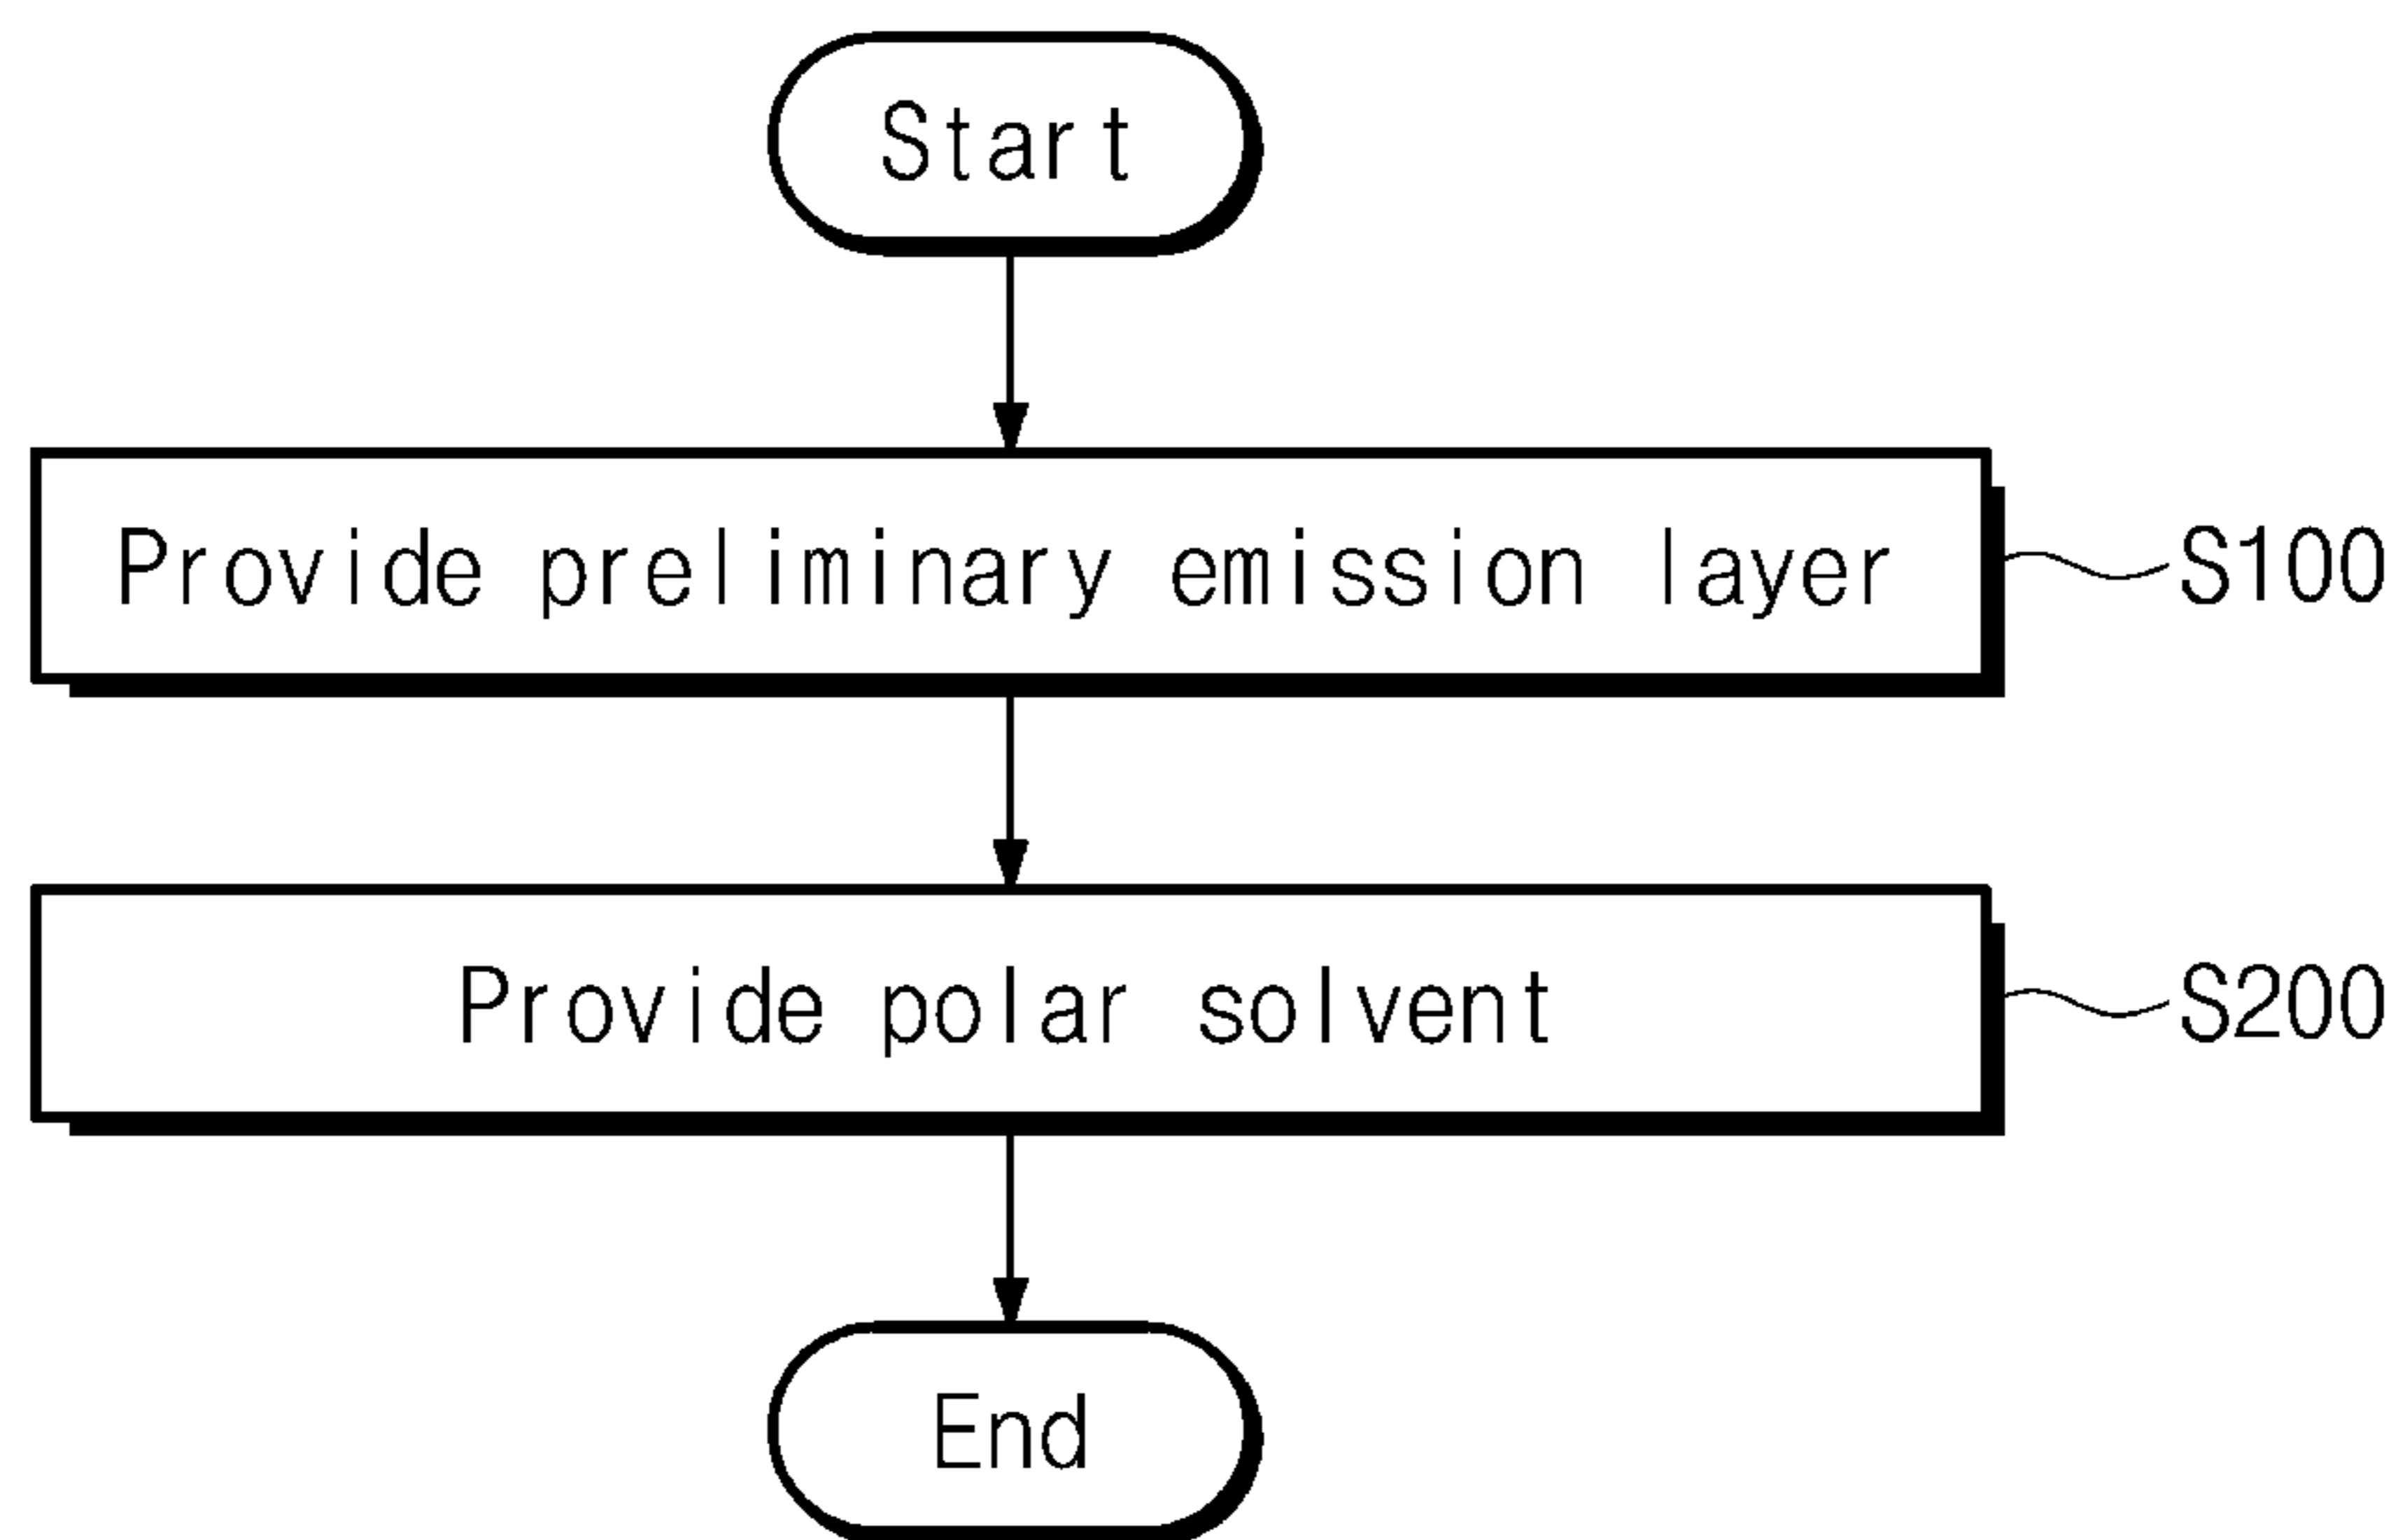 Start
Provide preliminary emission layer
S100
Provide polar solvent
S200
End